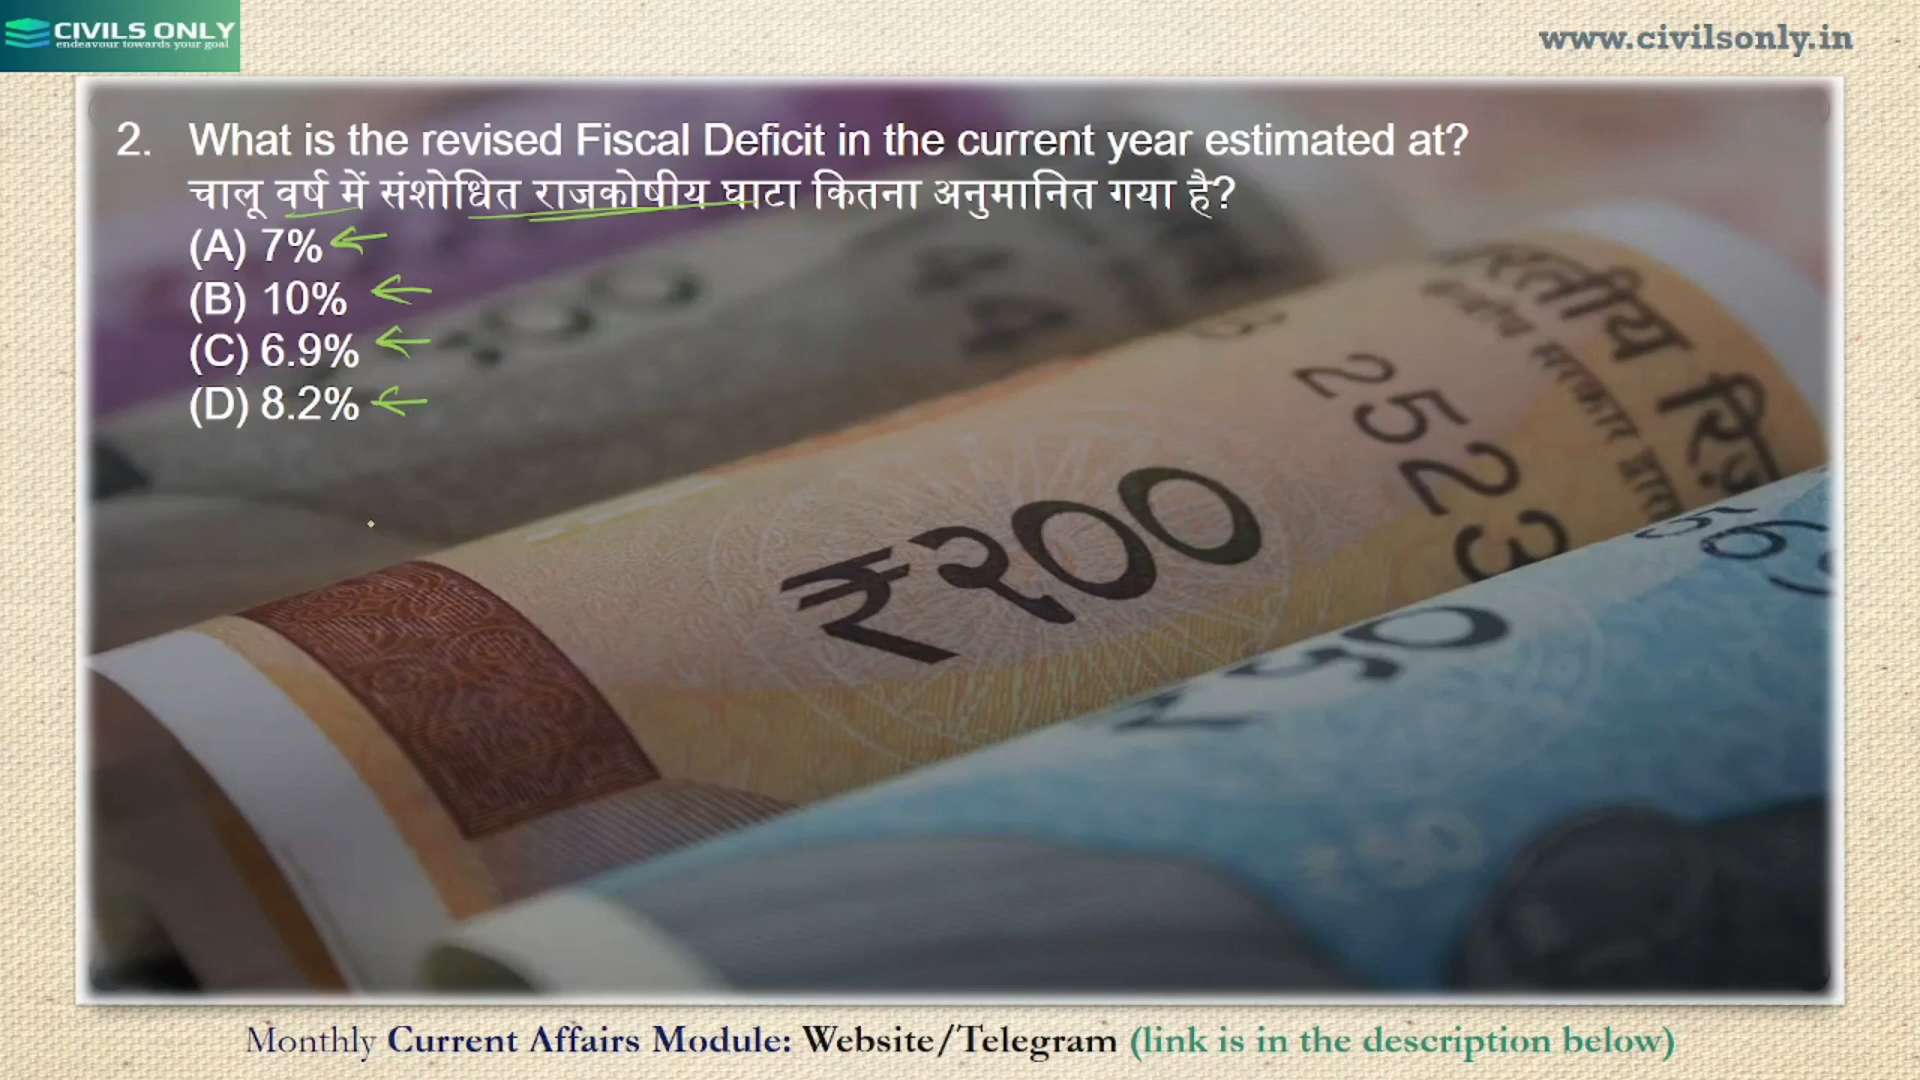 CIVILS ONLY
endeavour towards your goal
www.civilsonly.in
2. What is the revised Fiscal Deficit in the current year estimated at?
चालू वर्ष में संशोधित राजकोषीय घाटा कितना अनुमानित गया है?
(A) 7%
(B) 10%
(C) 6.9%
(D) 8.2%
₹२००
2523
Monthly Current Affairs Module: Website/Telegram (link is in the description below)